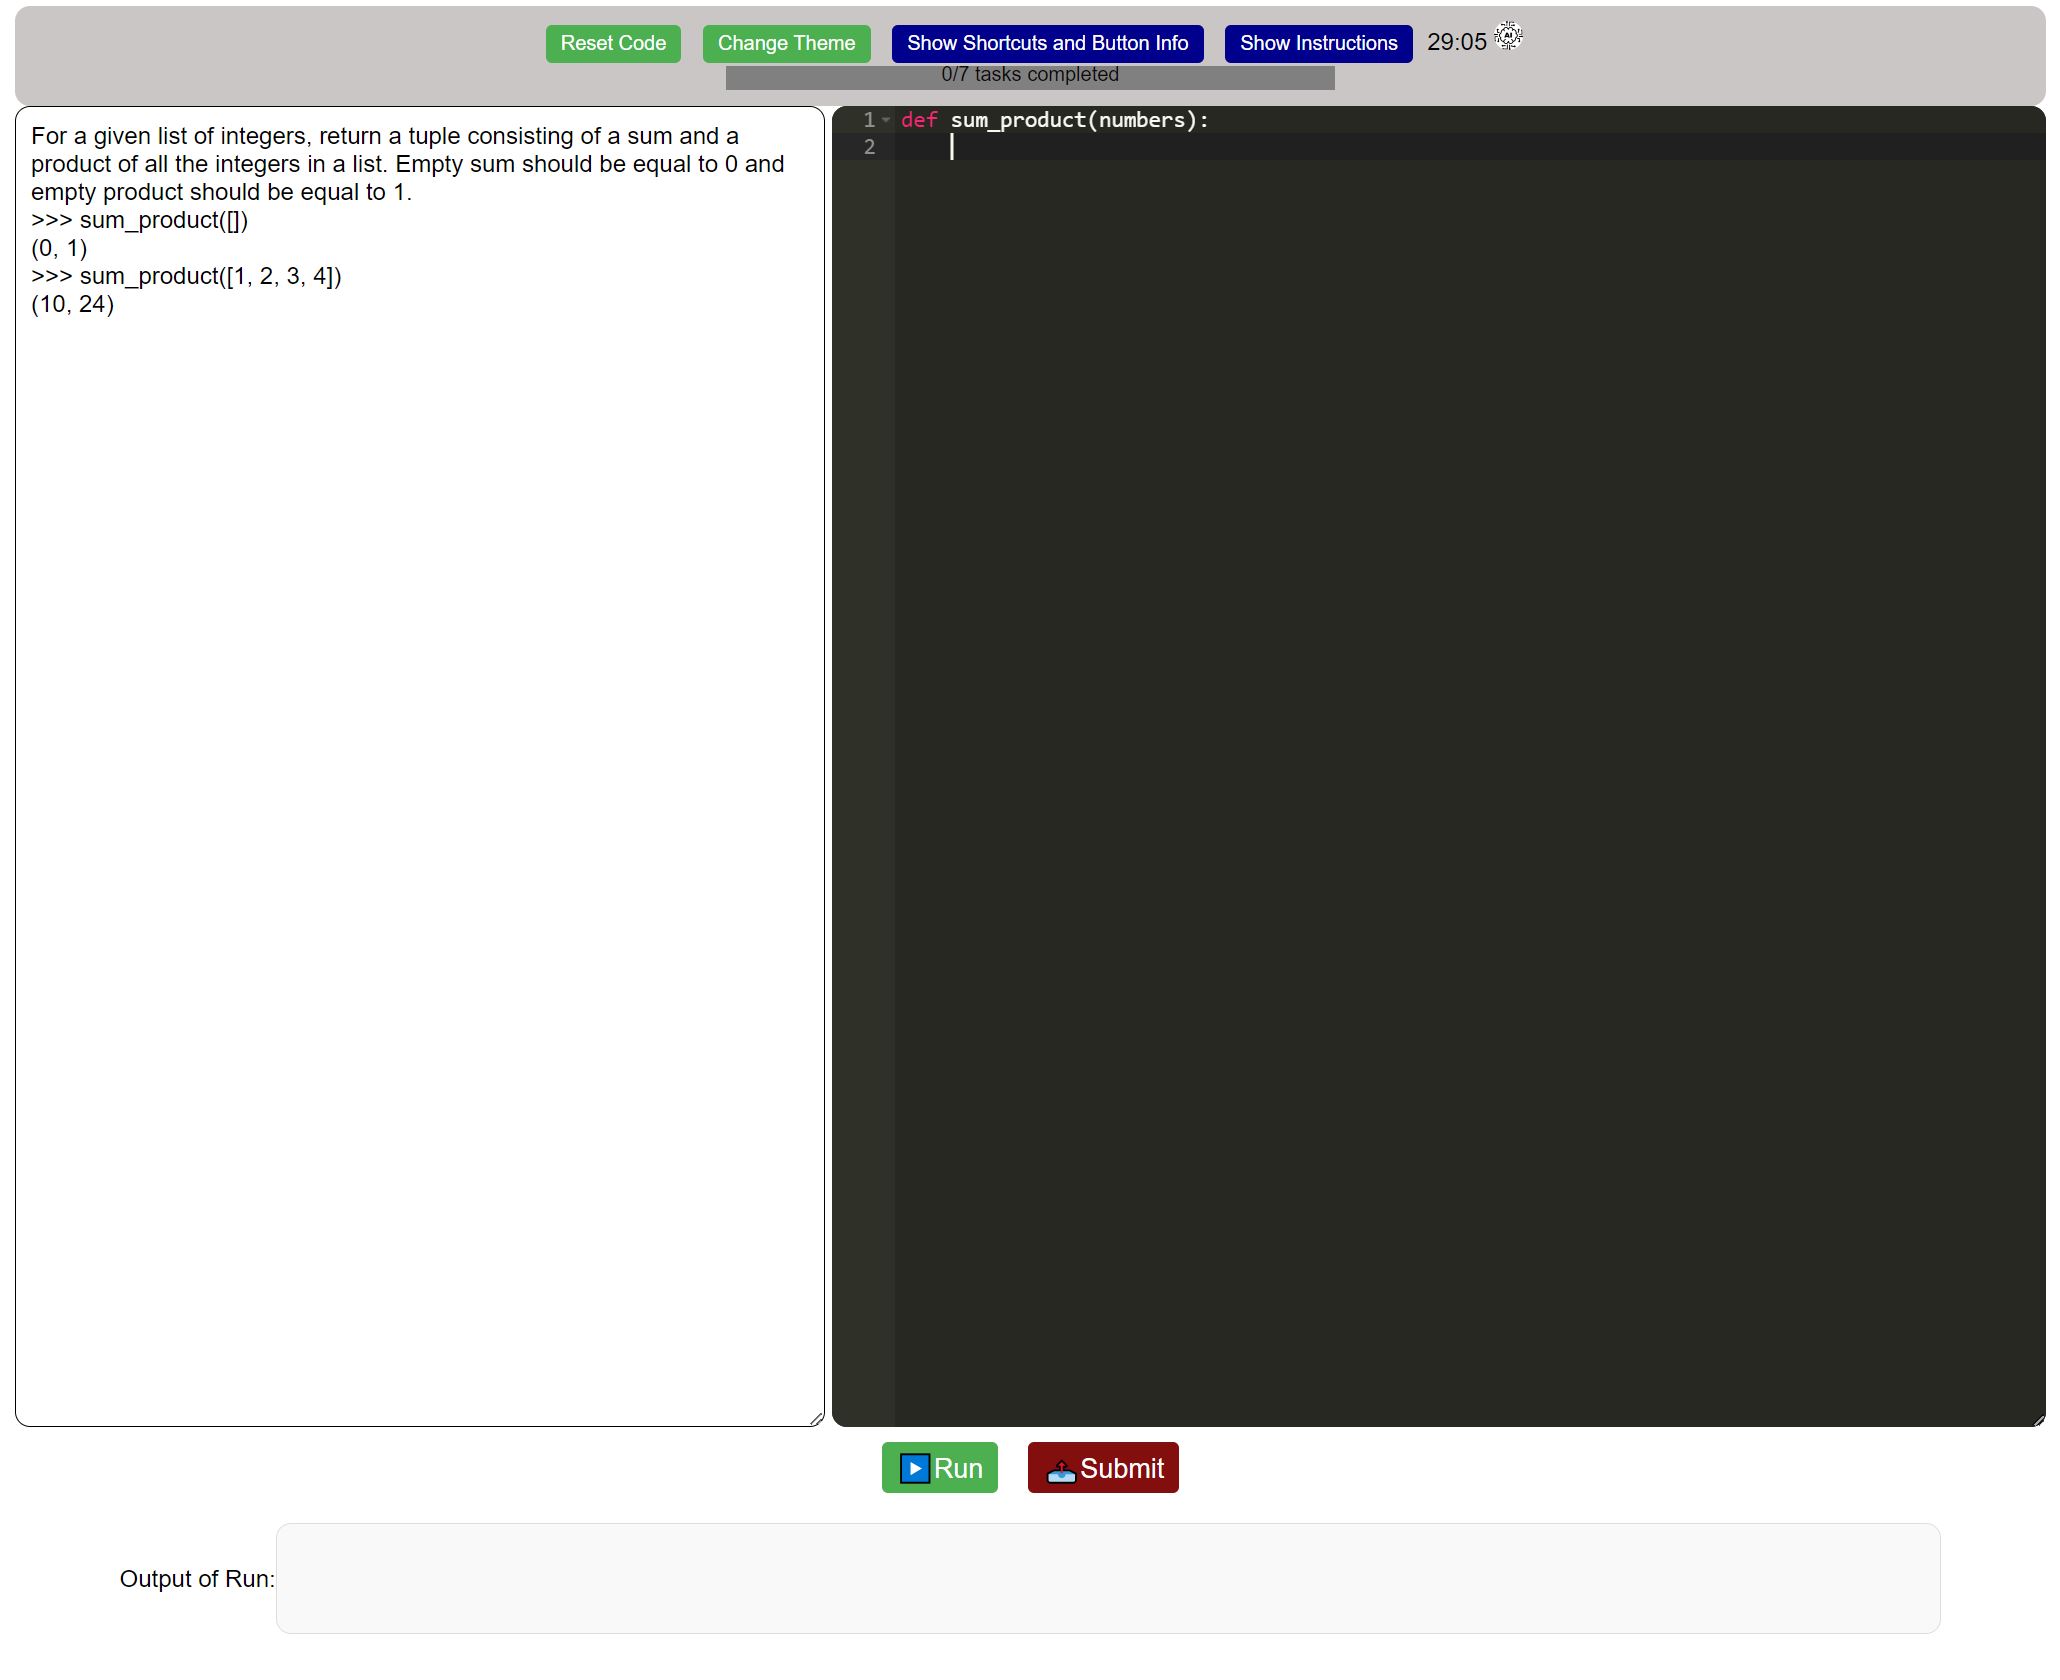 Reset Code Change Theme Show Shortcuts and Button Info Show Instructions 29:05 AI
0/7 tasks completed
For a given list of integers, return a tuple consisting of a sum and a
product of all the integers in a list. Empty sum should be equal to 0 and
empty product should be equal to 1.
>>> sum_product([])
(0, 1)
>>> sum_product([1, 2, 3, 4])
(10, 24)
1 def sum_product(numbers):
2
Run Submit
Output of Run: